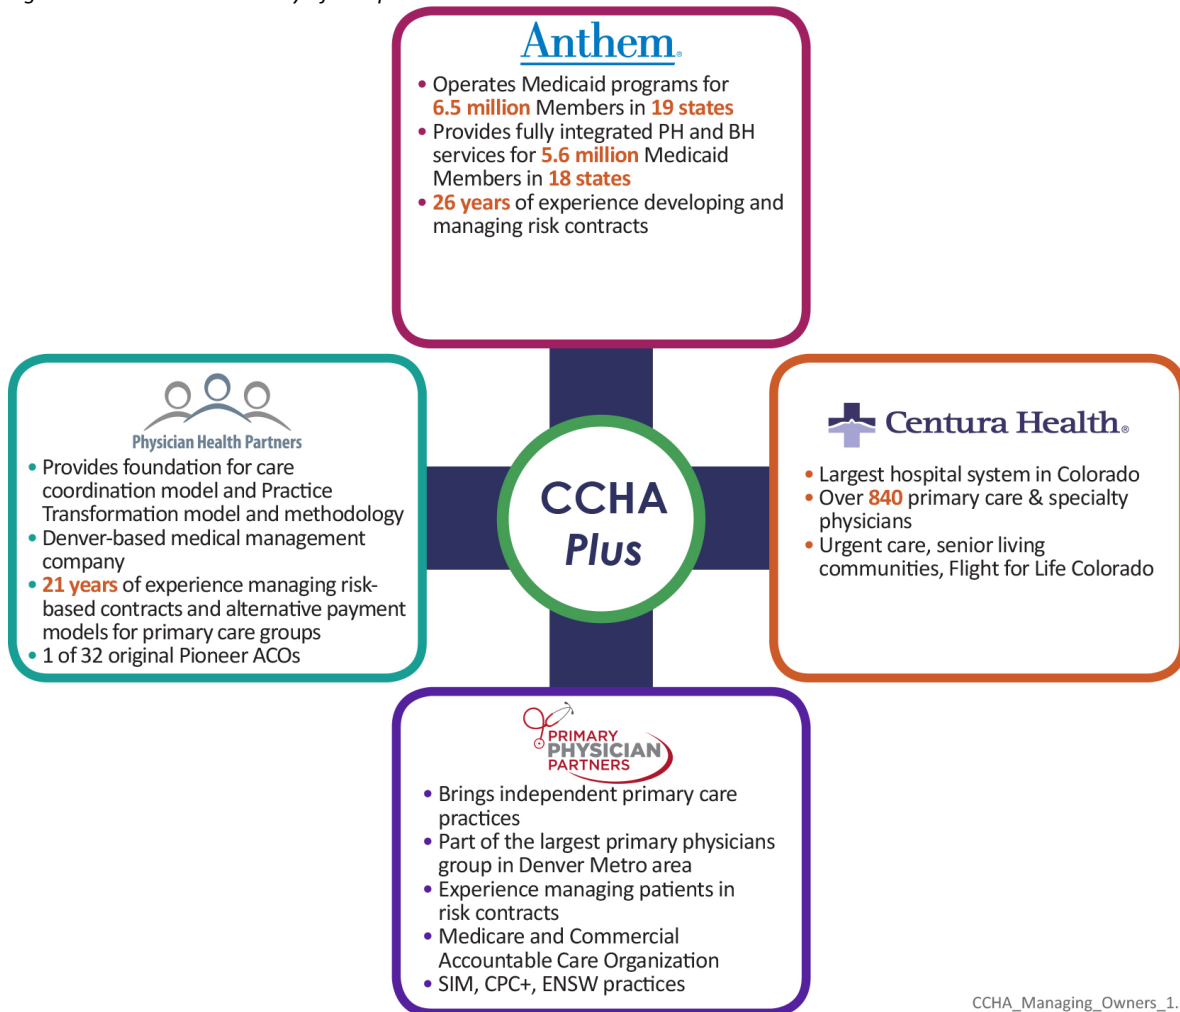 Anthem®
• Operates Medicaid programs for
6.5 million Members in 19 states
• Provides fully integrated PH and BH
services for 5.6 million Medicaid
Members in 18 states
• 26 years of experience developing and
managing risk contracts
Physician Health Partners
• Provides foundation for care
coordination model and Practice
Transformation model and methodology
• Denver-based medical management
company
• 21 years of experience managing risk-
based contracts and alternative payment
models for primary care groups
• 1 of 32 original Pioneer ACOs
CCHA
Plus
Centura Health®
• Largest hospital system in Colorado
• Over 840 primary care & specialty
physicians
• Urgent care, senior living
communities, Flight for Life Colorado
PRIMARY
PHYSICIAN
PARTNERS
• Brings independent primary care
practices
• Part of the largest primary physicians
group in Denver Metro area
• Experience managing patients in
risk contracts
• Medicare and Commercial
Accountable Care Organization
• SIM, CPC+, ENSW practices
CCHA_Managing_Owners_1.